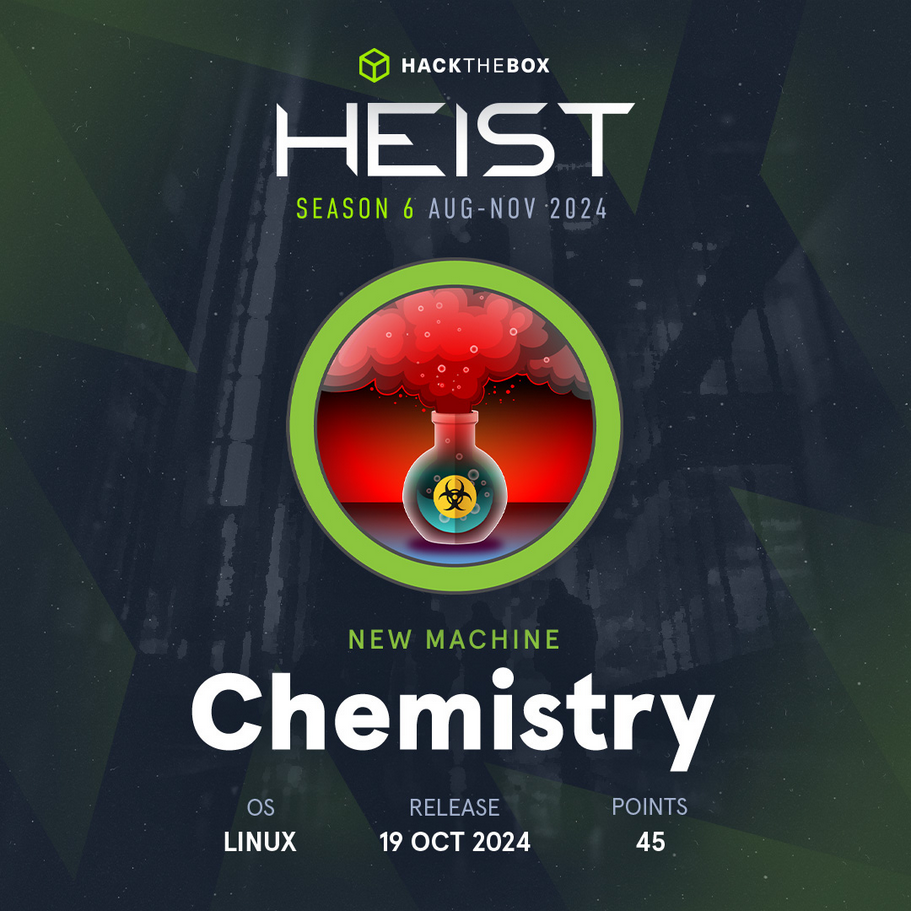 HACKTHEBOX
HEIST
SEASON 6 AUG-NOV 2024
NEW MACHINE
Chemistry
OS RELEASE POINTS
LINUX 19 OCT 2024 45